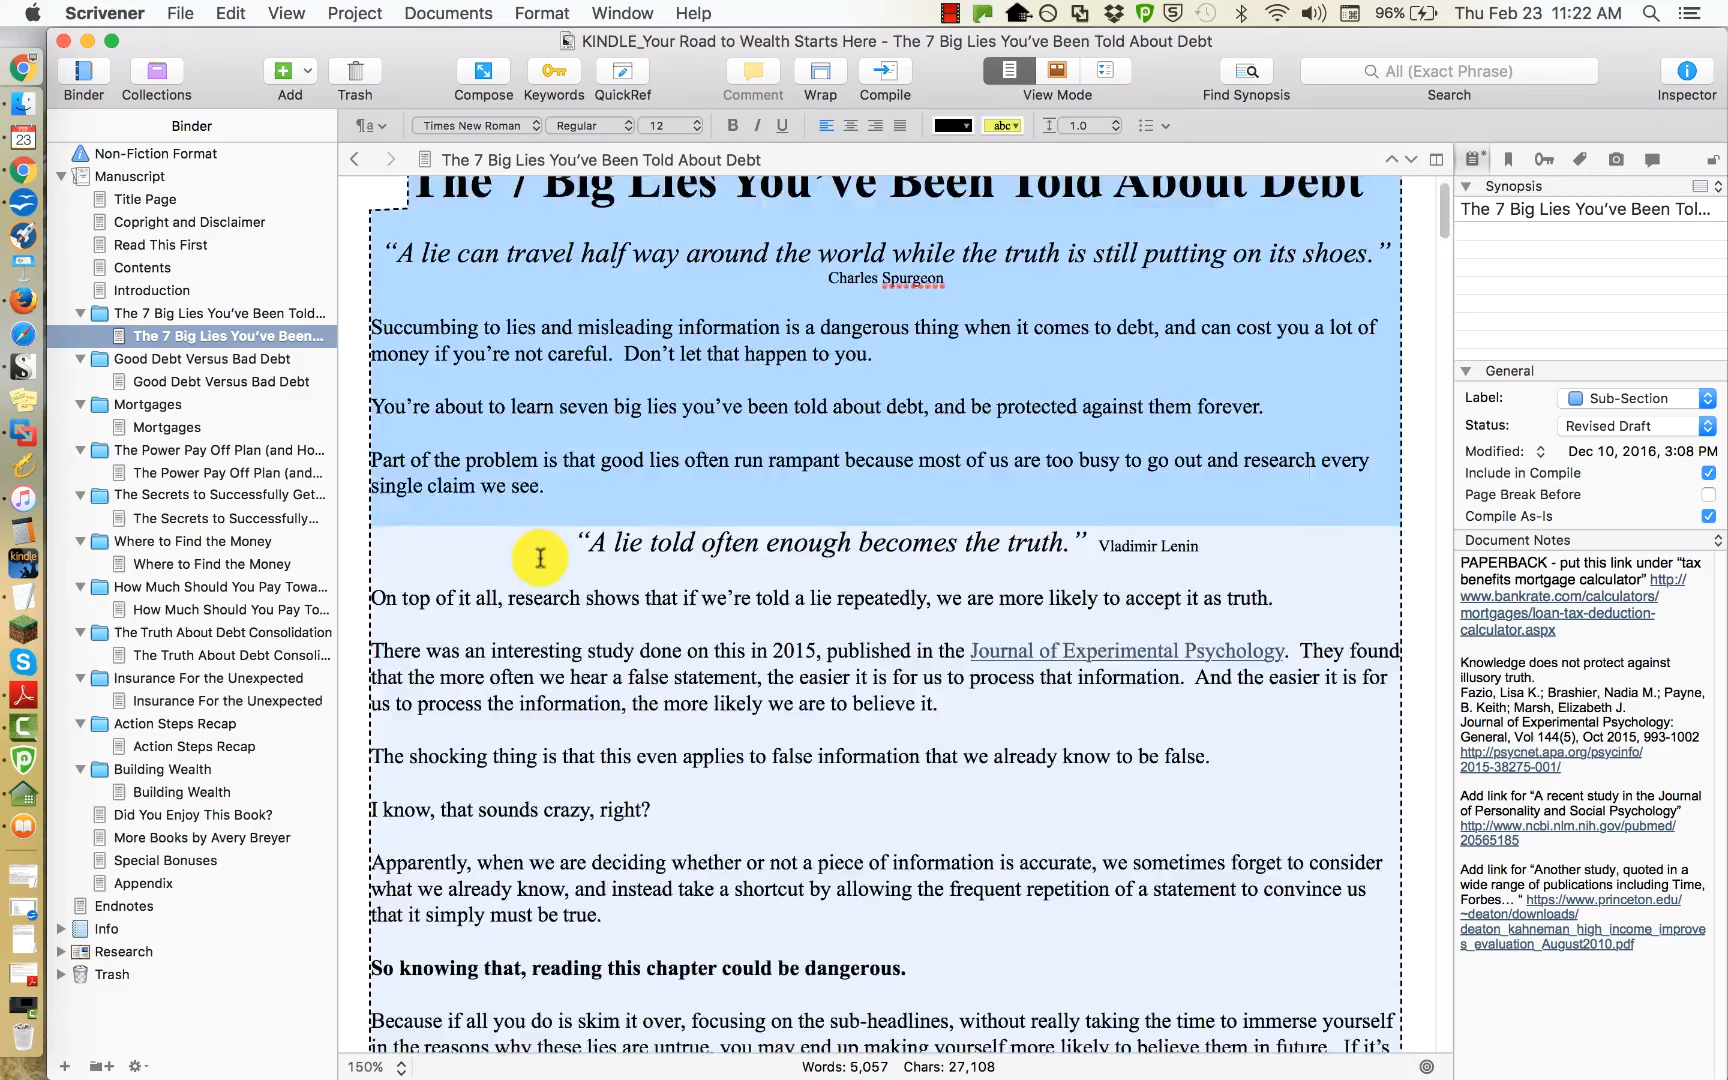 Scrivener File Edit View Project Documents Format Window Help 96% Thu Feb 23 11:22 AM
KINDLE_Your Road to Wealth Starts Here - The 7 Big Lies You’ve Been Told About Debt
All (Exact Phrase)
Binder Collections Add Trash Compose Keywords QuickRef Comment Wrap Compile View Mode Find Synopsis Search Inspector
Binder
Times New Roman Regular 12 B I U abc 1.0
Non-Fiction Format
Manuscript
Title Page
Copright and Disclaimer
Read This First
Contents
Introduction
The 7 Big Lies You’ve Been Told...
The 7 Big Lies You’ve Been...
Good Debt Versus Bad Debt
Good Debt Versus Bad Debt
Mortgages
Mortgages
The Power Pay Off Plan (and Ho...
The Power Pay Off Plan (and...
The Secrets to Successfully Get...
The Secrets to Successfully...
Where to Find the Money
Where to Find the Money
How Much Should You Pay Towa...
How Much Should You Pay To...
The Truth About Debt Consolidation
The Truth About Debt Consoli...
Insurance For the Unexpected
Insurance For the Unexpected
Action Steps Recap
Action Steps Recap
Building Wealth
Building Wealth
Did You Enjoy This Book?
More Books by Avery Breyer
Special Bonuses
Appendix
Endnotes
Info
Research
Trash
The 7 Big Lies You’ve Been Told About Debt
The 7 Big Lies You’ve Been Told About Debt
“A lie can travel half way around the world while the truth is still putting on its shoes.”
Charles Spurgeon
Succumbing to lies and misleading information is a dangerous thing when it comes to debt, and can cost you a lot of
money if you’re not careful.  Don’t let that happen to you.
You’re about to learn seven big lies you’ve been told about debt, and be protected against them forever.
Part of the problem is that good lies often run rampant because most of us are too busy to go out and research every
single claim we see.
“A lie told often enough becomes the truth.” Vladimir Lenin
On top of it all, research shows that if we’re told a lie repeatedly, we are more likely to accept it as truth.
There was an interesting study done on this in 2015, published in the Journal of Experimental Psychology.  They found
that the more often we hear a false statement, the easier it is for us to process that information.  And the easier it is for
us to process the information, the more likely we are to believe it.
The shocking thing is that this even applies to false information that we already know to be false.
I know, that sounds crazy, right?
Apparently, when we are deciding whether or not a piece of information is accurate, we sometimes forget to consider
what we already know, and instead take a shortcut by allowing the frequent repetition of a statement to convince us
that it simply must be true.
So knowing that, reading this chapter could be dangerous.
Because if all you do is skim it over, focusing on the sub-headlines, without really taking the time to immerse yourself
in the reasons why these lies are untrue, you may end up making yourself more likely to believe them in future.  If it’s
150% Words: 5,057 Chars: 27,108
Synopsis
The 7 Big Lies You’ve Been Tol...
General
Label: Sub-Section
Status: Revised Draft
Modified: Dec 10, 2016, 3:08 PM
Include in Compile
Page Break Before
Compile As-Is
Document Notes
PAPERBACK - put this link under “tax
benefits mortgage calculator” http://
www.bankrate.com/calculators/
mortgages/loan-tax-deduction-
calculator.aspx
Knowledge does not protect against
illusory truth.
Fazio, Lisa K.; Brashier, Nadia M.; Payne,
B. Keith; Marsh, Elizabeth J.
Journal of Experimental Psychology:
General, Vol 144(5), Oct 2015, 993-1002
http://psycnet.apa.org/psycinfo/
2015-38275-001/
Add link for “A recent study in the Journal
of Personality and Social Psychology”
http://www.ncbi.nlm.nih.gov/pubmed/
20565185
Add link for “Another study, quoted in a
wide range of publications including Time,
Forbes... “ https://www.princeton.edu/
~deaton/downloads/
deaton_kahneman_high_income_improve
s_evaluation_August2010.pdf
FEB
23
kindle